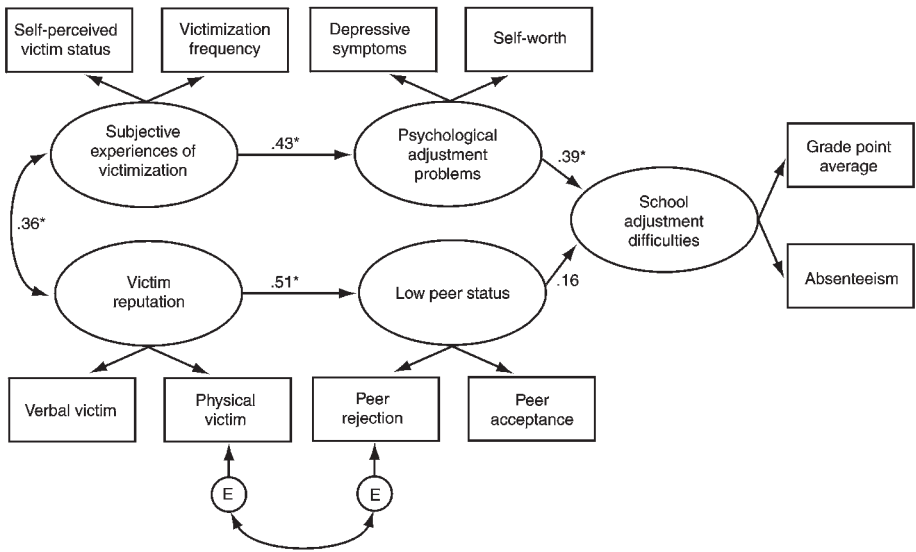 Self-perceived
victim status
Victimization
frequency
Depressive
symptoms
Self-worth
Subjective
experiences of
victimization
.43*
Psychological
adjustment
problems
.39*
Grade point
average
School
adjustment
difficulties
.36*
Victim
reputation
.51*
Low peer status
.16
Absenteeism
Verbal victim
Physical
victim
Peer
rejection
Peer
acceptance
E
E